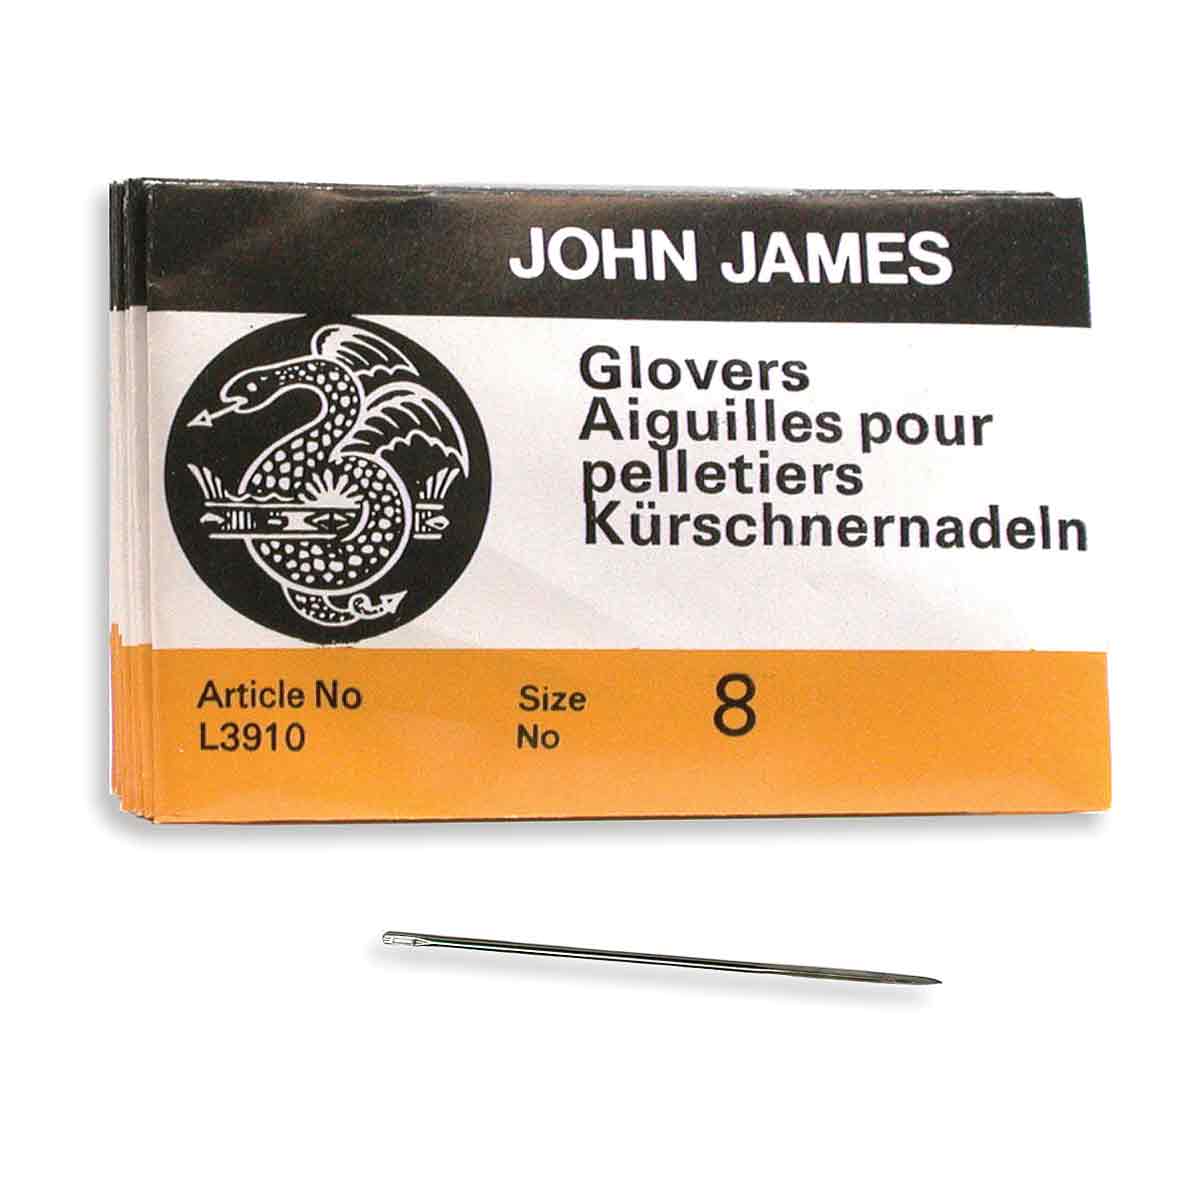 JOHN JAMES
Glovers
Aiguilles pour
pelletiers
Kürschnernadeln
Article No
L3910
Size
No
8